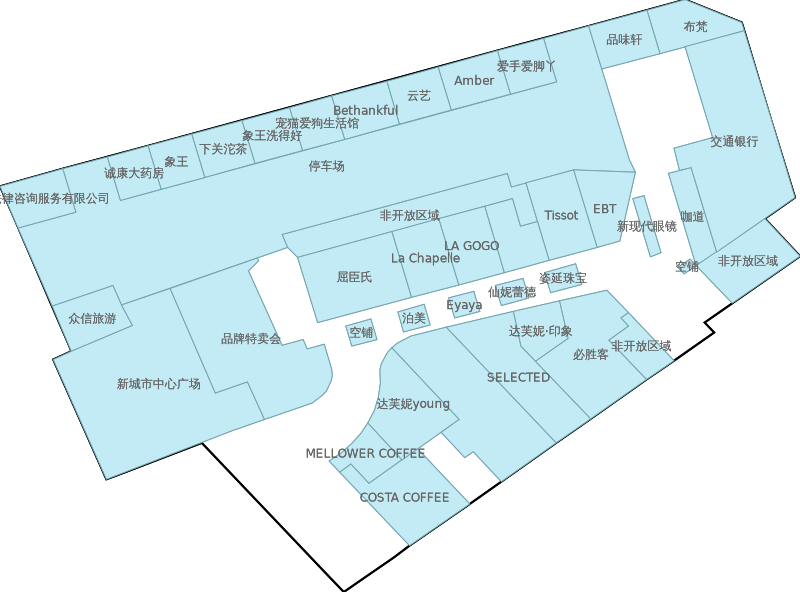 布梵
品味轩
爱手爱脚丫
Amber
云艺
Bethankful
宠猫爱狗生活馆
象王洗得好
下关沱茶
象王
诚康大药房
律咨询服务有限公司
停车场
交通银行
非开放区域
Tissot
EBT
咖道
新现代眼镜
LA GOGO
La Chapelle
屈臣氏
空铺
非开放区域
姿延珠宝
仙妮蕾德
Eyaya
泊美
空铺
众信旅游
品牌特卖会
达芙妮·印象
必胜客
非开放区域
新城市中心广场
SELECTED
达芙妮young
MELLOWER COFFEE
COSTA COFFEE